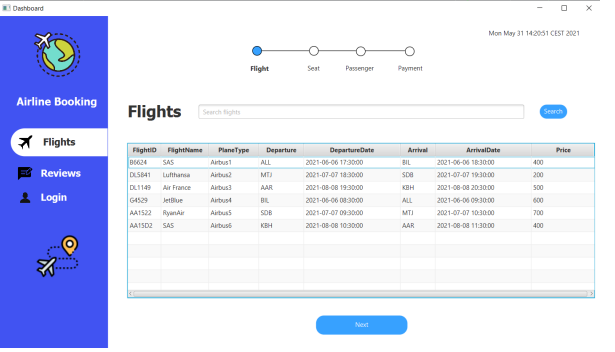 Dashboard
Mon May 31 14:20:51 CEST 2021
Flight Seat Passenger Payment
Airline Booking
Flights
Reviews
Login
Flights Search flights Search
FlightID FlightName PlaneType Departure DepartureDate Arrival ArrivalDate Price
B6624 SAS Airbus1 ALL 2021-06-06 17:30:00 BIL 2021-06-06 18:30:00 400
DL5841 Lufthansa Airbus2 MTJ 2021-07-07 18:30:00 SDB 2021-07-07 19:30:00 200
DL1149 Air France Airbus3 AAR 2021-08-08 19:30:00 KBH 2021-08-08 20:30:00 500
G4529 JetBlue Airbus4 BIL 2021-06-06 08:30:00 ALL 2021-06-06 09:30:00 600
AA1522 RyanAir Airbus5 SDB 2021-07-07 09:30:00 MTJ 2021-07-07 10:30:00 700
AA15D2 SAS Airbus6 KBH 2021-08-08 10:30:00 AAR 2021-08-08 11:30:00 400
Next